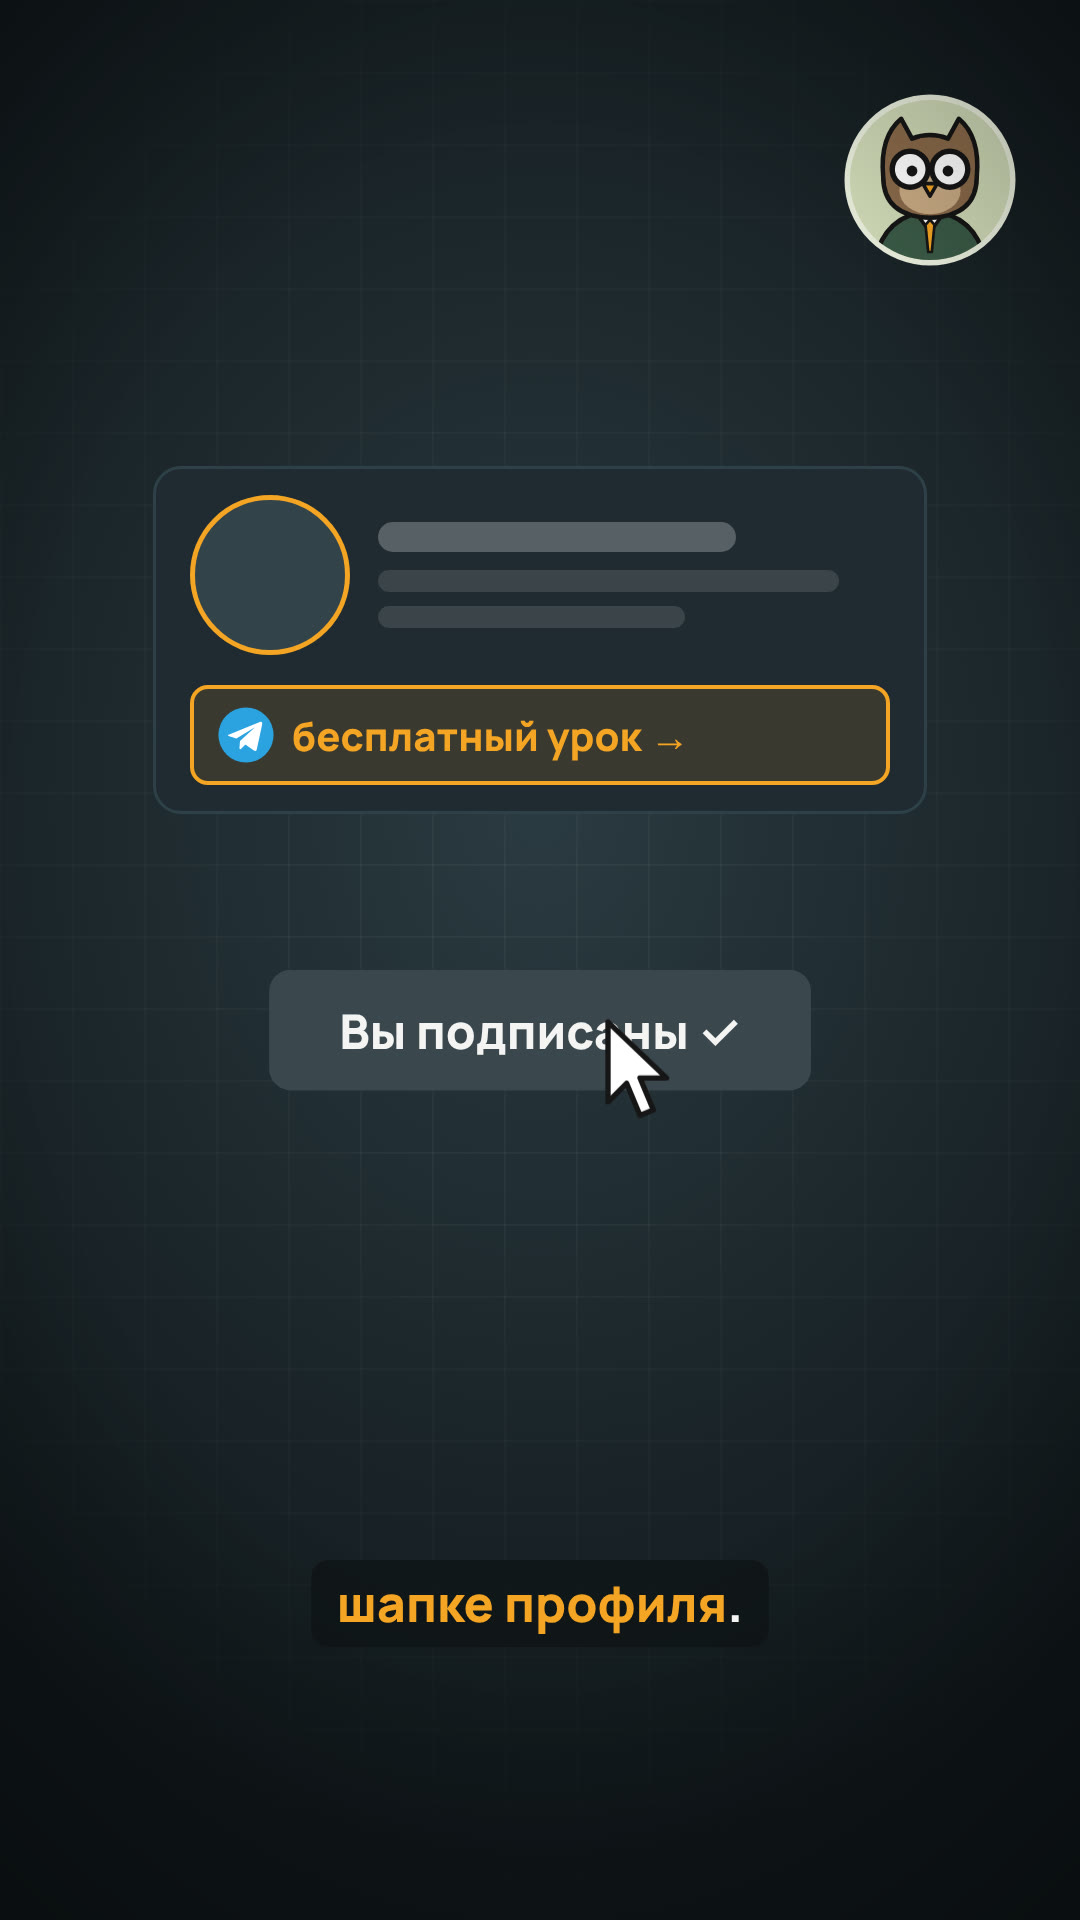 бесплатный урок →
Вы подписаны ✓
шапке профиля.